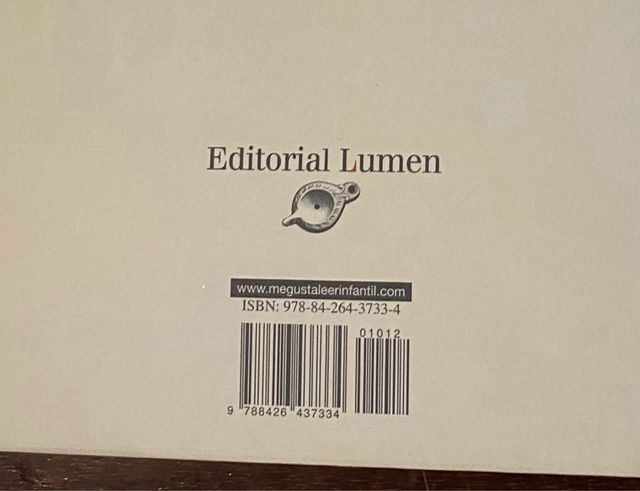 Editorial Lumen
www.megustaleerinfantil.com
ISBN: 978-84-264-3733-4
01012
9 788426 437334